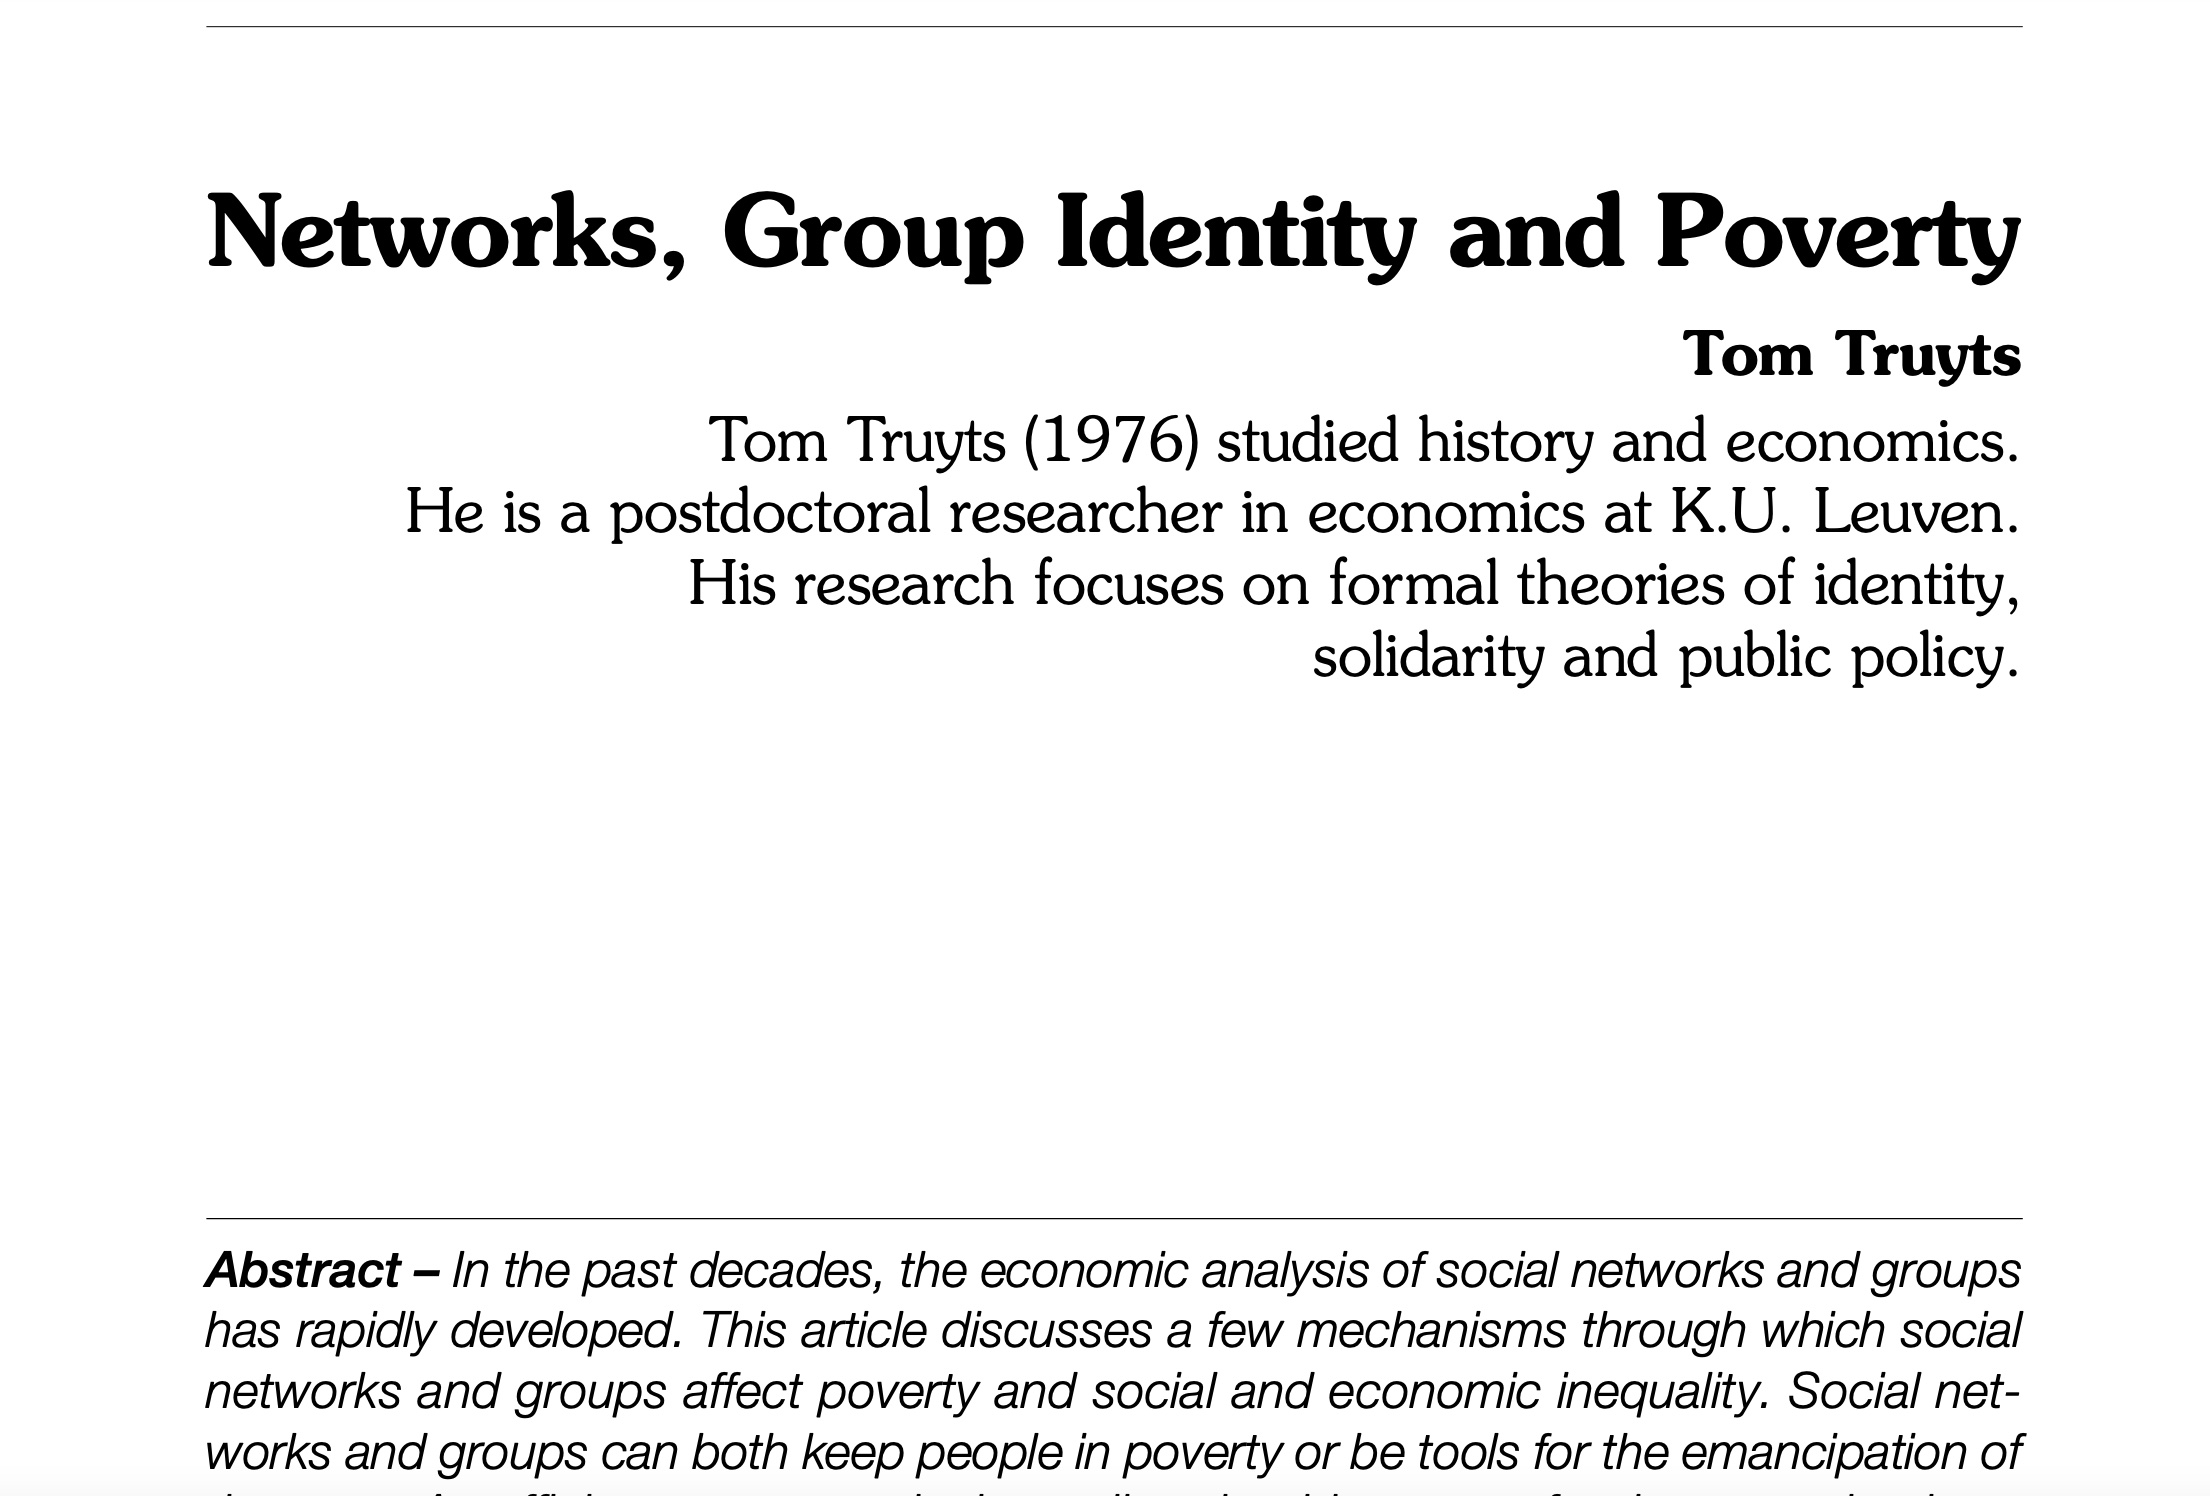 Networks, Group Identity and Poverty
Tom Truyts
Tom Truyts (1976) studied history and economics.
He is a postdoctoral researcher in economics at K.U. Leuven.
His research focuses on formal theories of identity,
solidarity and public policy.
Abstract – In the past decades, the economic analysis of social networks and groups
has rapidly developed. This article discusses a few mechanisms through which social
networks and groups affect poverty and social and economic inequality. Social net-
works and groups can both keep people in poverty or be tools for the emancipation of